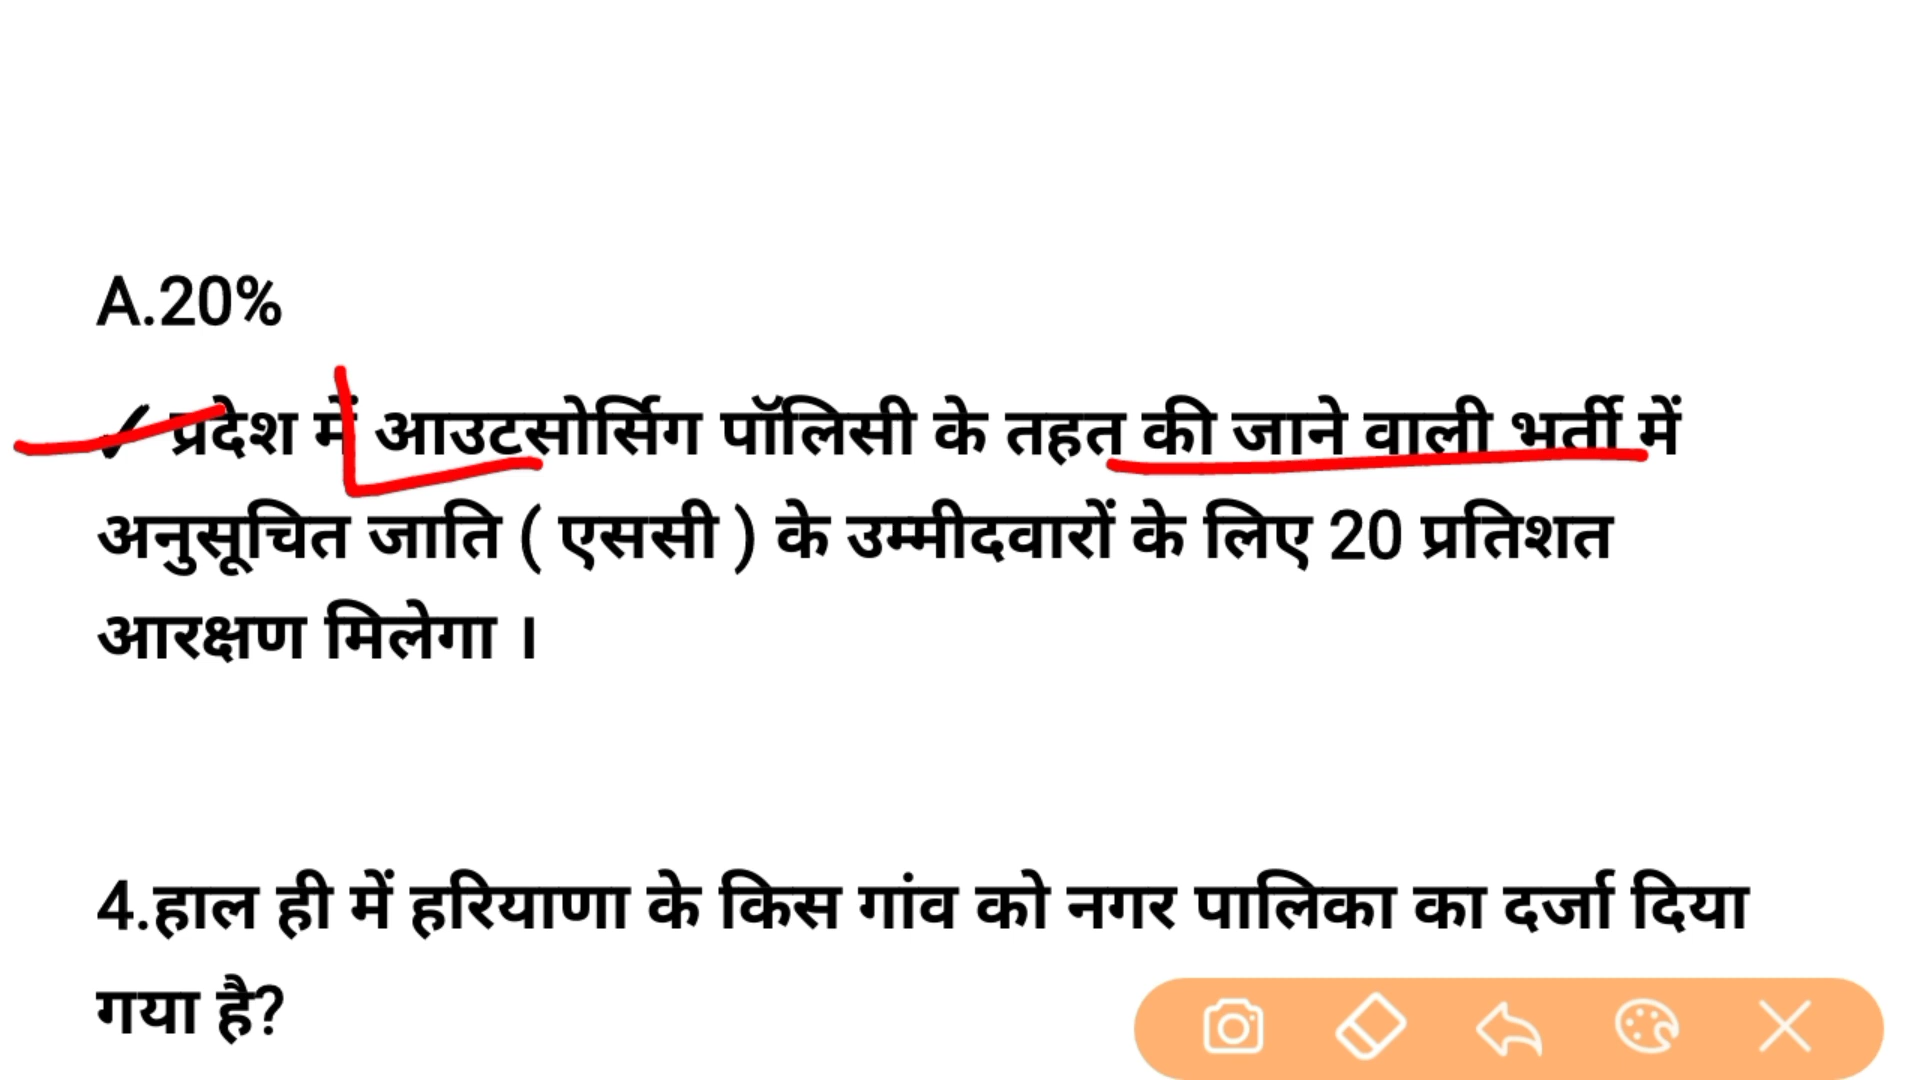 A.20%
✓ प्रदेश में आउटसोर्सिग पॉलिसी के तहत की जाने वाली भर्ती में
अनुसूचित जाति ( एससी ) के उम्मीदवारों के लिए 20 प्रतिशत
आरक्षण मिलेगा ।
4.हाल ही में हरियाणा के किस गांव को नगर पालिका का दर्जा दिया
गया है?